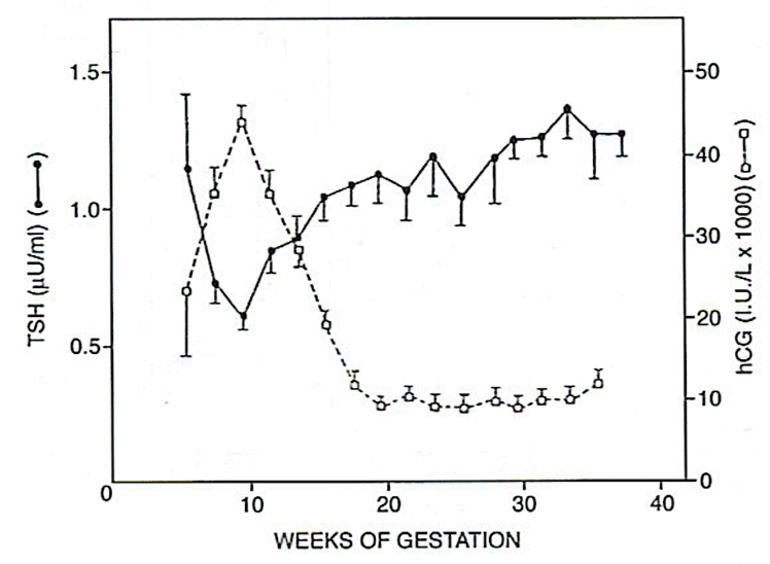 1.5
1.0
0.5
TSH (μU/ml) ( )
50
40
30
20
10
0
hCG (I.U./L x 1000) ( )
0 10 20 30 40
WEEKS OF GESTATION